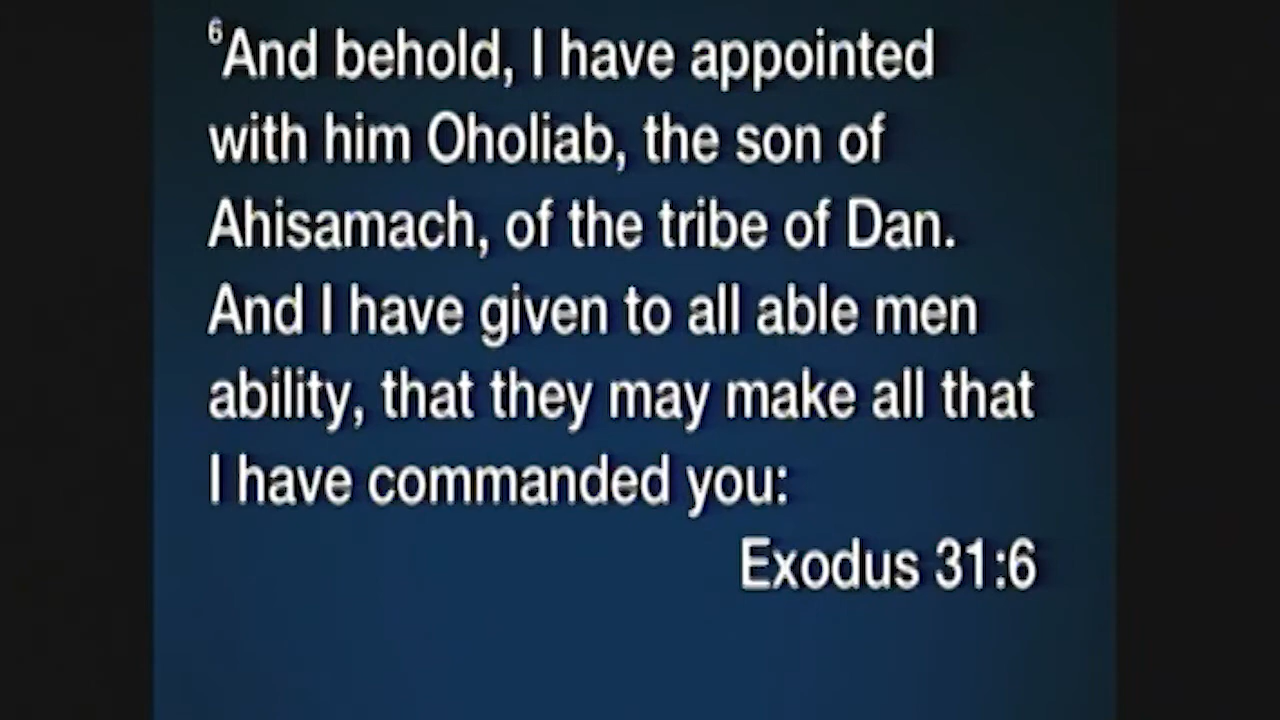 6And behold, I have appointed
with him Oholiab, the son of
Ahisamach, of the tribe of Dan.
And I have given to all able men
ability, that they may make all that
I have commanded you:
Exodus 31:6